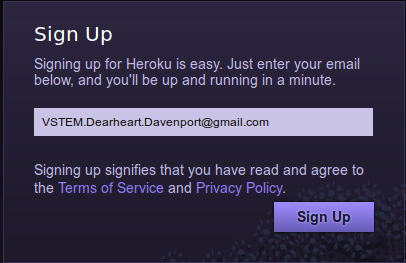 Sign Up
Signing up for Heroku is easy. Just enter your email
below, and you'll be up and running in a minute.
VSTEM.Dearheart.Davenport@gmail.com
Signing up signifies that you have read and agree to
the Terms of Service and Privacy Policy.
Sign Up